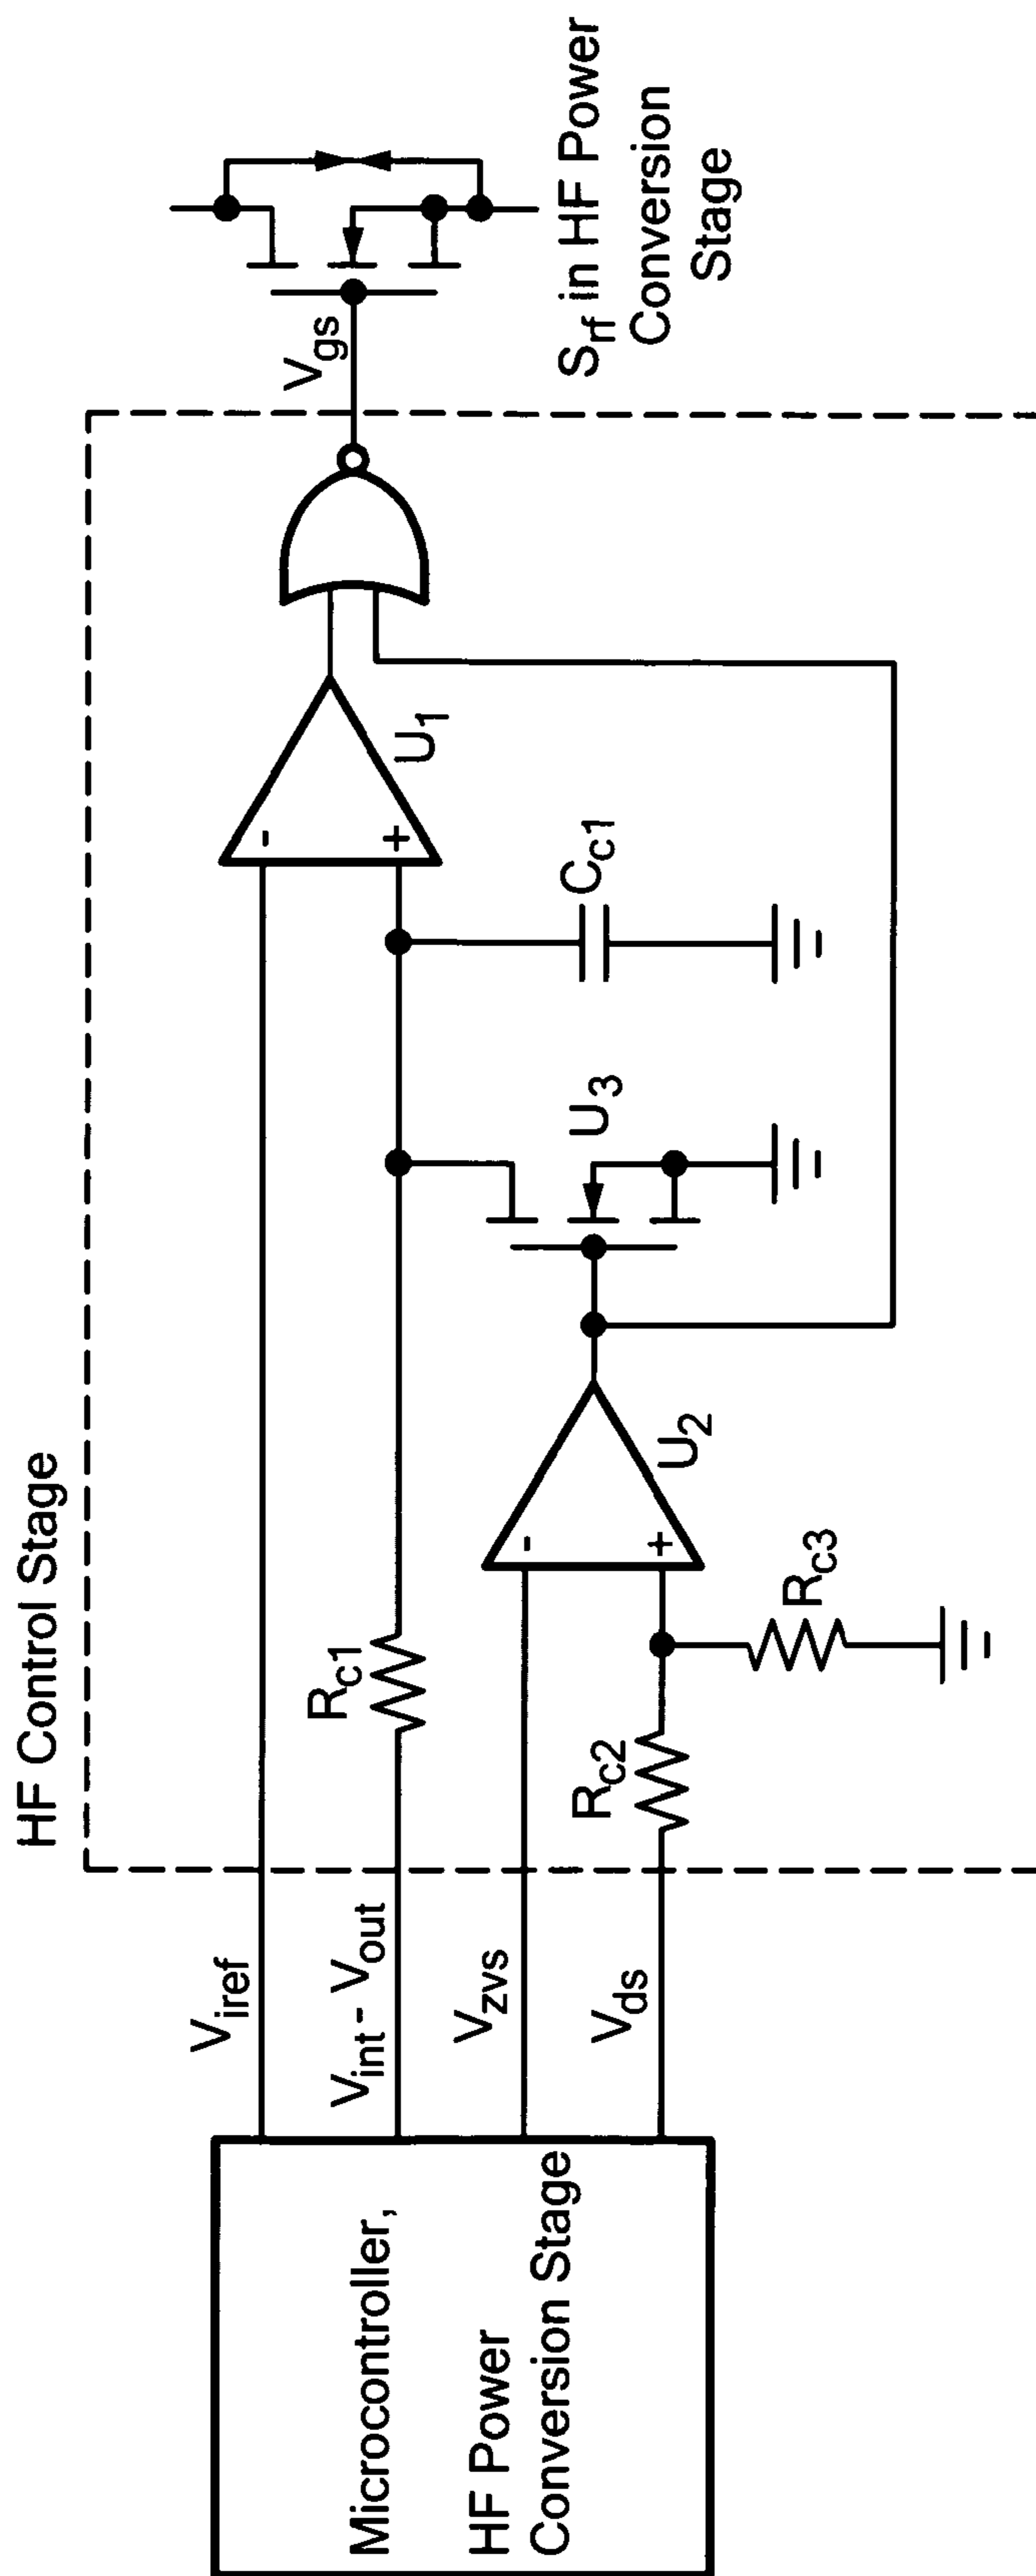 HF Control Stage
Microcontroller,
HF Power
Conversion Stage
Viref
Vint - Vout
Vzvs
Vds
Rc1
Rc2
Rc3
-
+
U2
U3
Cc1
-
+
U1
Vgs
Srf in HF Power
Conversion
Stage